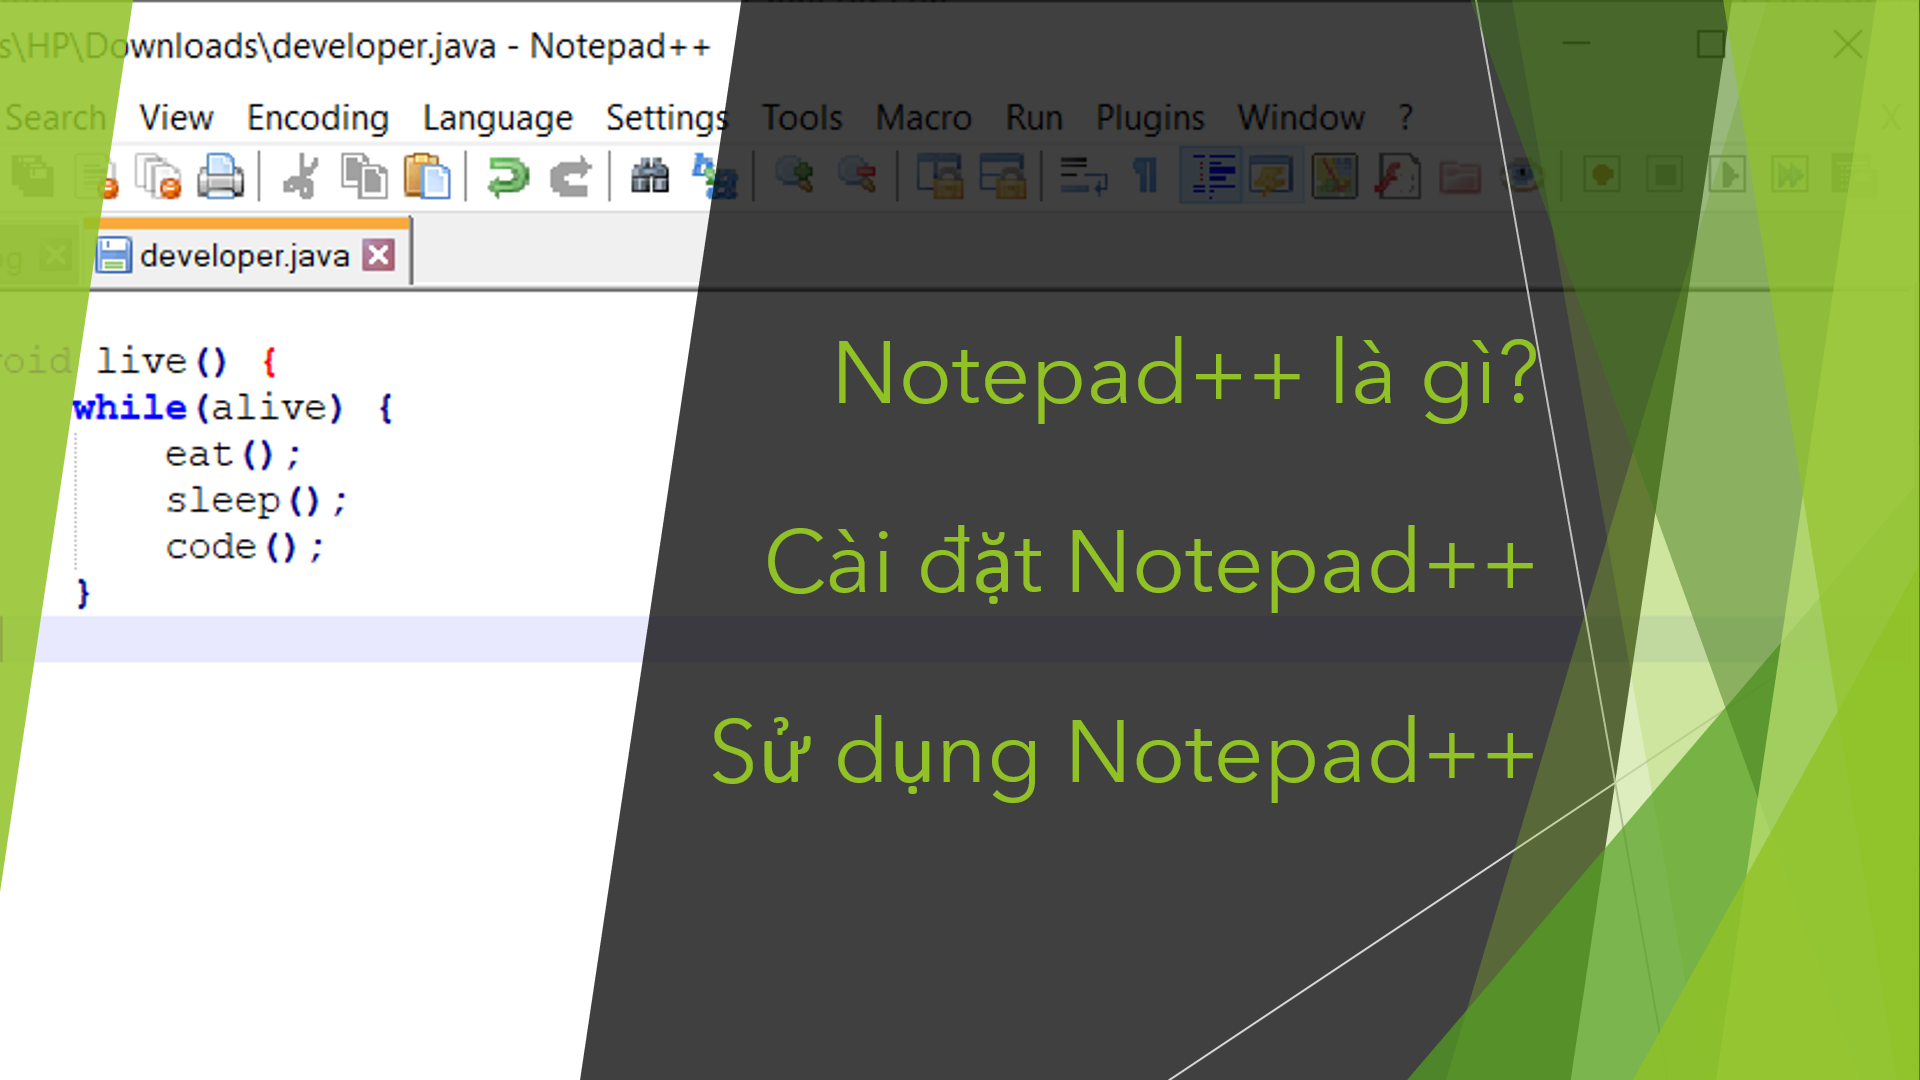 s\HP\Downloads\developer.java - Notepad++
Search View Encoding Language Settings Tools Macro Run Plugins Window ? X
developer.java
void live() {
while(alive) {
eat();
sleep();
code();
}
Notepad++ là gì?
Cài đặt Notepad++
Sử dụng Notepad++